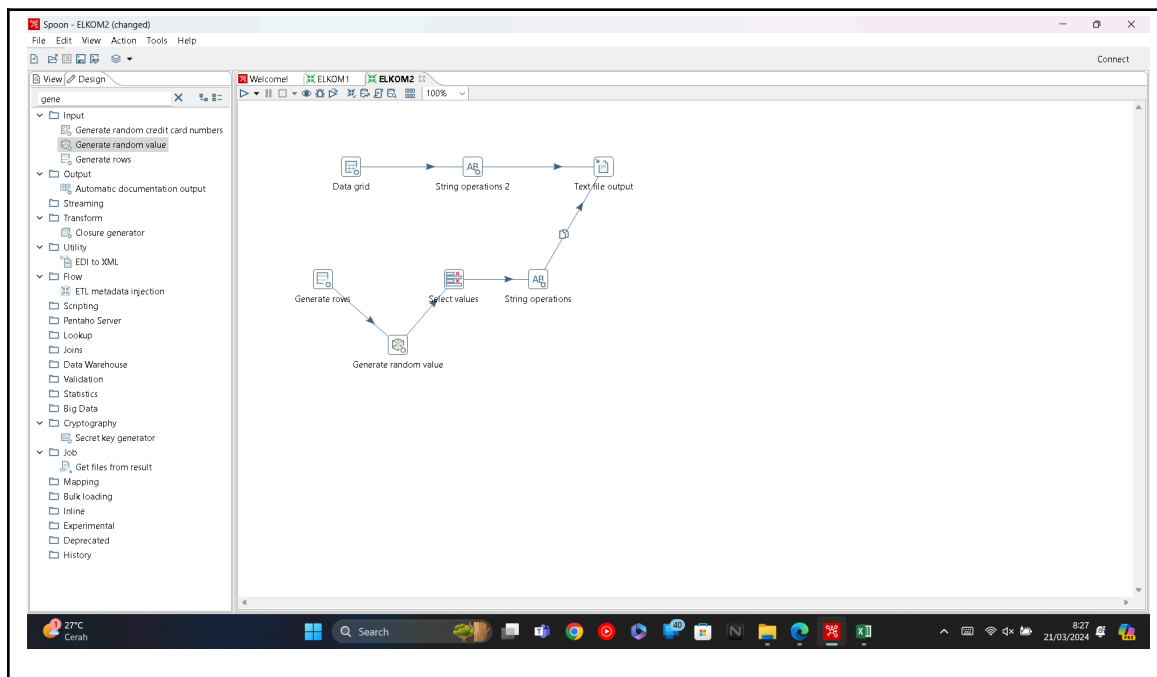 Spoon - ELKOM2 (changed)
File Edit View Action Tools Help
Connect
View Design
Welcome! ELKOM1 ELKOM2
gene
100%
Input
Generate random credit card numbers
Generate random value
Generate rows
Output
Automatic documentation output
Streaming
Transform
Closure generator
Utility
EDI to XML
Flow
ETL metadata injection
Scripting
Pentaho Server
Lookup
Joins
Data Warehouse
Validation
Statistics
Big Data
Cryptography
Secret key generator
Job
Get files from result
Mapping
Bulk loading
Inline
Experimental
Deprecated
History
AB
Data grid String operations 2 Text file output
AB
Generate rows Select values String operations
Generate random value
1
27°C
Cerah
Search
40
N
8:27
21/03/2024
PRE